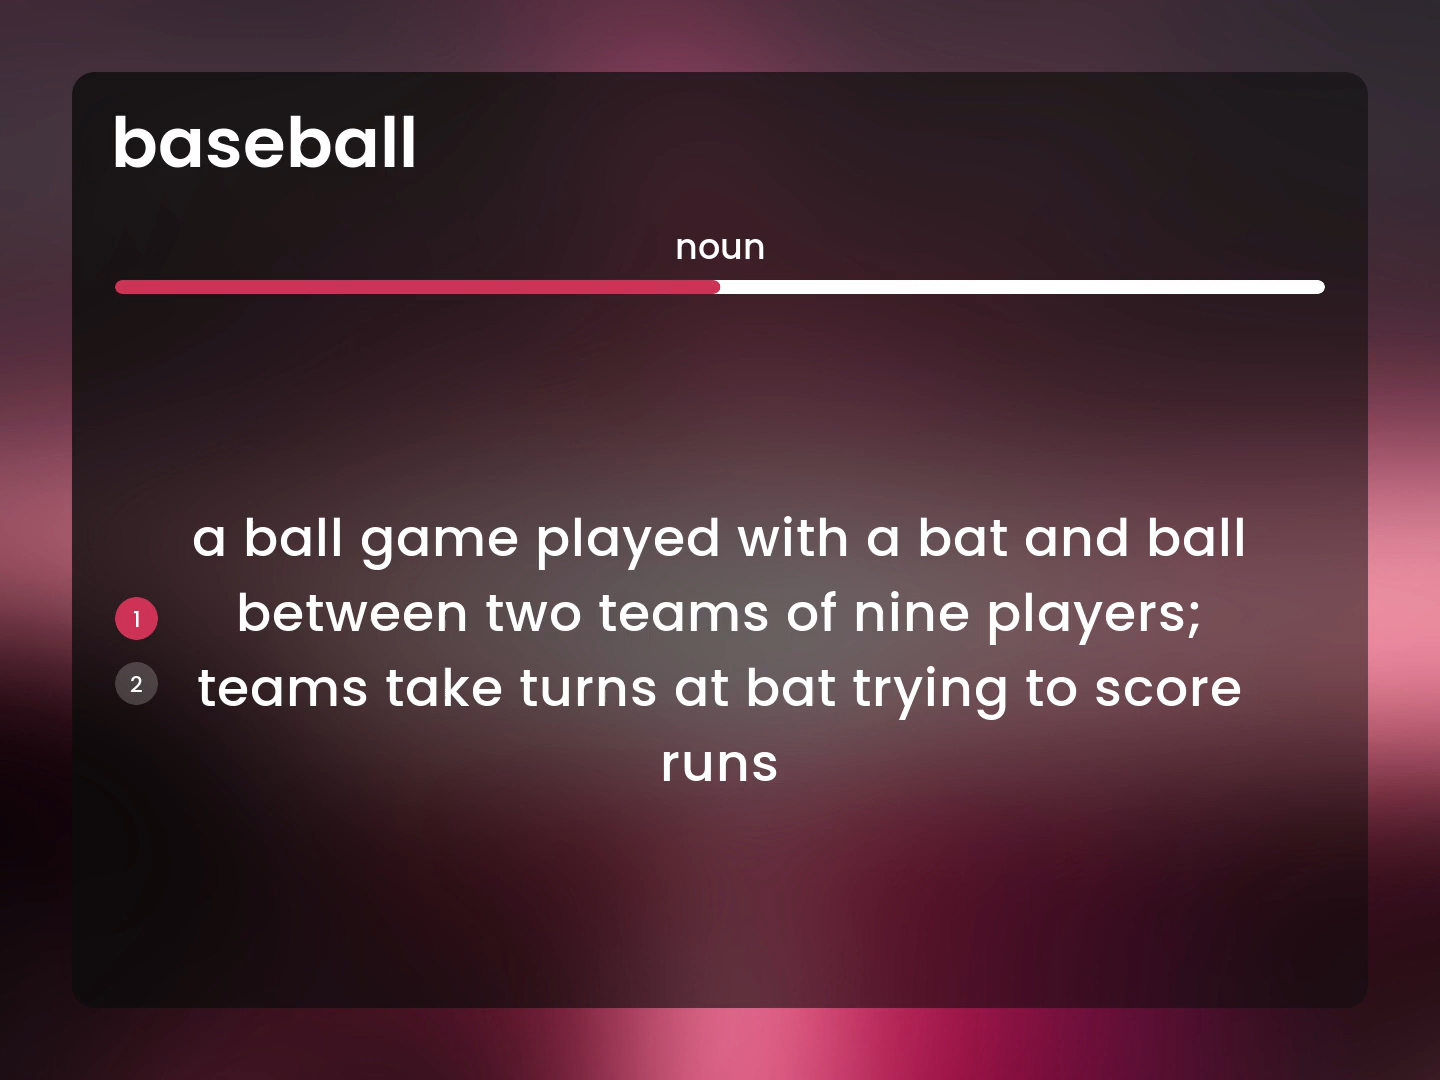 baseball
noun
a ball game played with a bat and ball
between two teams of nine players;
1
teams take turns at bat trying to score
2
runs